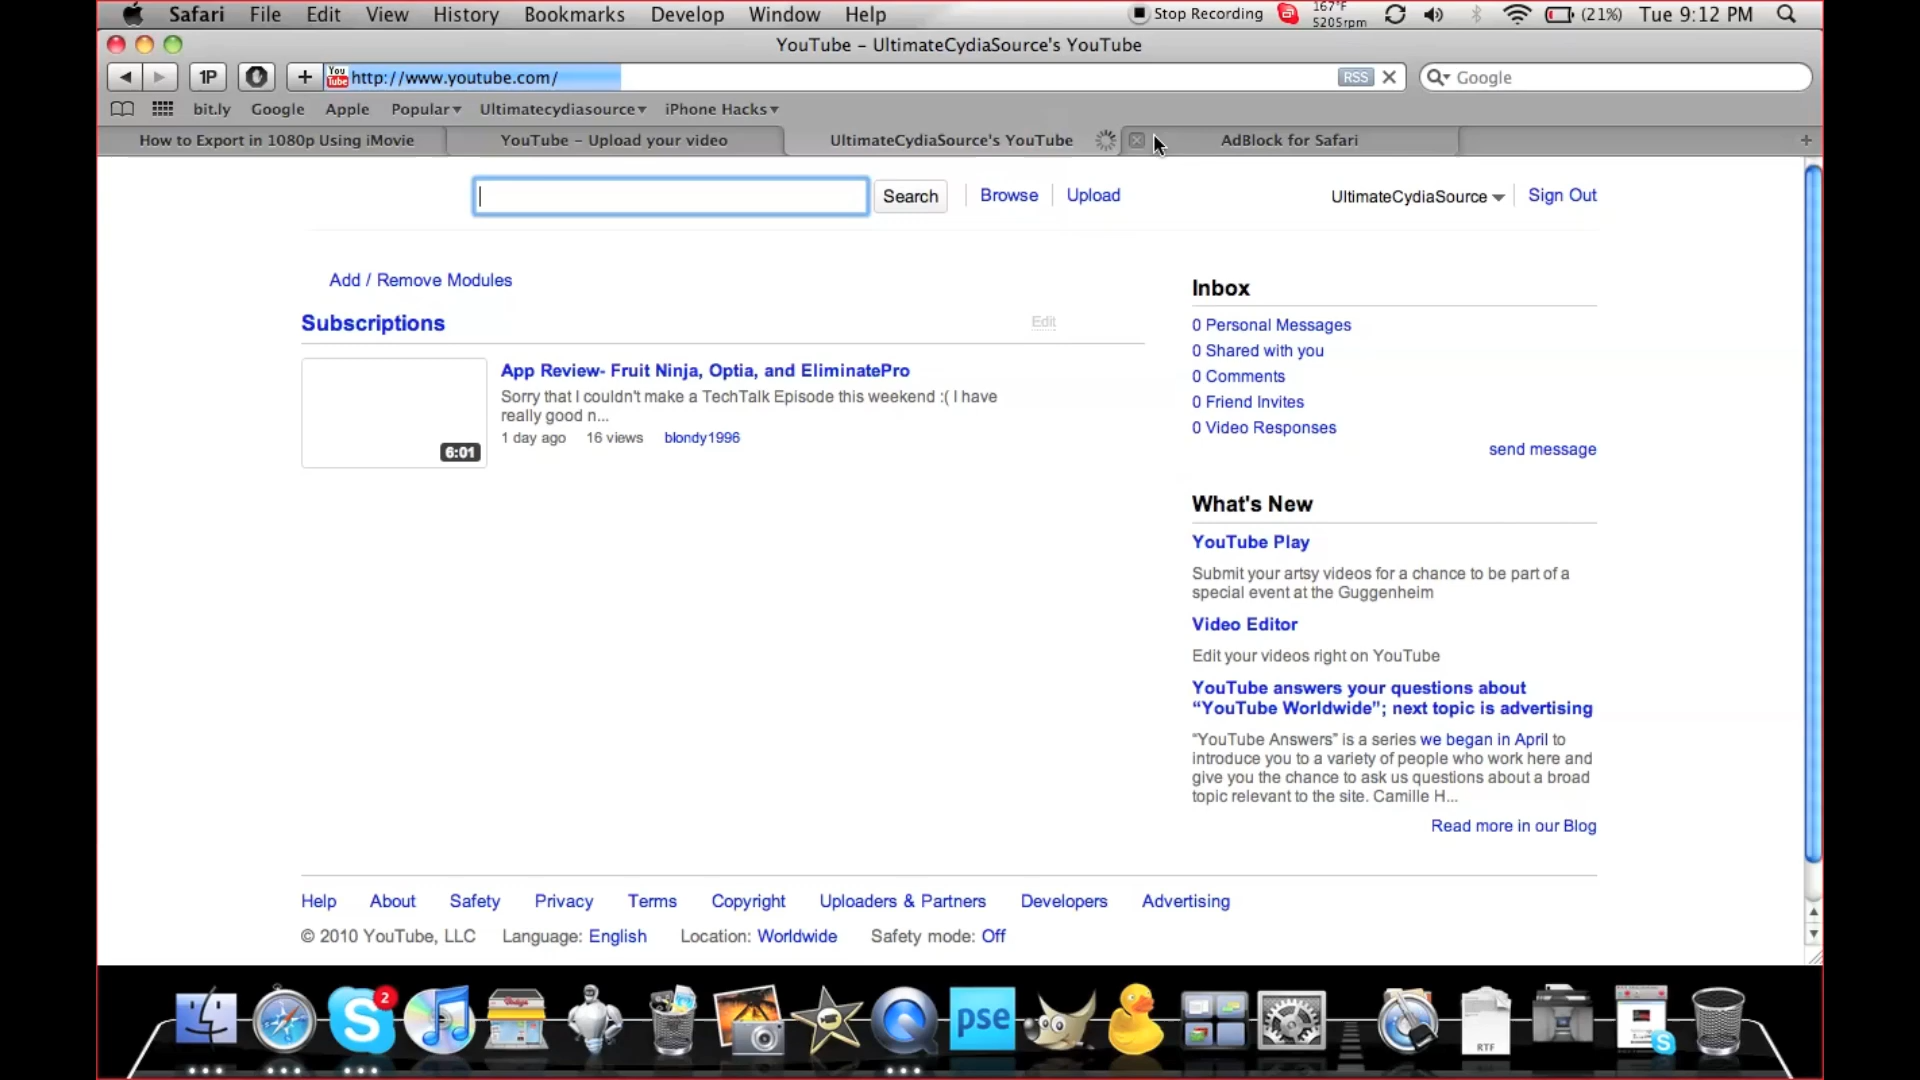 Safari File Edit View History Bookmarks Develop Window Help Stop Recording 167°F 5205rpm (21%) Tue 9:12 PM
YouTube – UltimateCydiaSource's YouTube
1P You Tube http://www.youtube.com/ RSS Google
bit.ly Google Apple Popular Ultimatecydiasource iPhone Hacks
How to Export in 1080p Using iMovie YouTube – Upload your video UltimateCydiaSource's YouTube AdBlock for Safari
Search Browse Upload UltimateCydiaSource Sign Out
Add / Remove Modules
Subscriptions Edit
App Review- Fruit Ninja, Optia, and EliminatePro
Sorry that I couldn't make a TechTalk Episode this weekend :( I have
really good n...
1 day ago 16 views blondy1996
6:01
Inbox
0 Personal Messages
0 Shared with you
0 Comments
0 Friend Invites
0 Video Responses
send message
What's New
YouTube Play
Submit your artsy videos for a chance to be part of a
special event at the Guggenheim
Video Editor
Edit your videos right on YouTube
YouTube answers your questions about
“YouTube Worldwide”; next topic is advertising
“YouTube Answers” is a series we began in April to
introduce you to a variety of people who work here and
give you the chance to ask us questions about a broad
topic relevant to the site. Camille H...
Read more in our Blog
Help About Safety Privacy Terms Copyright Uploaders & Partners Developers Advertising
© 2010 YouTube, LLC Language: English Location: Worldwide Safety mode: Off
2
pse
RTF